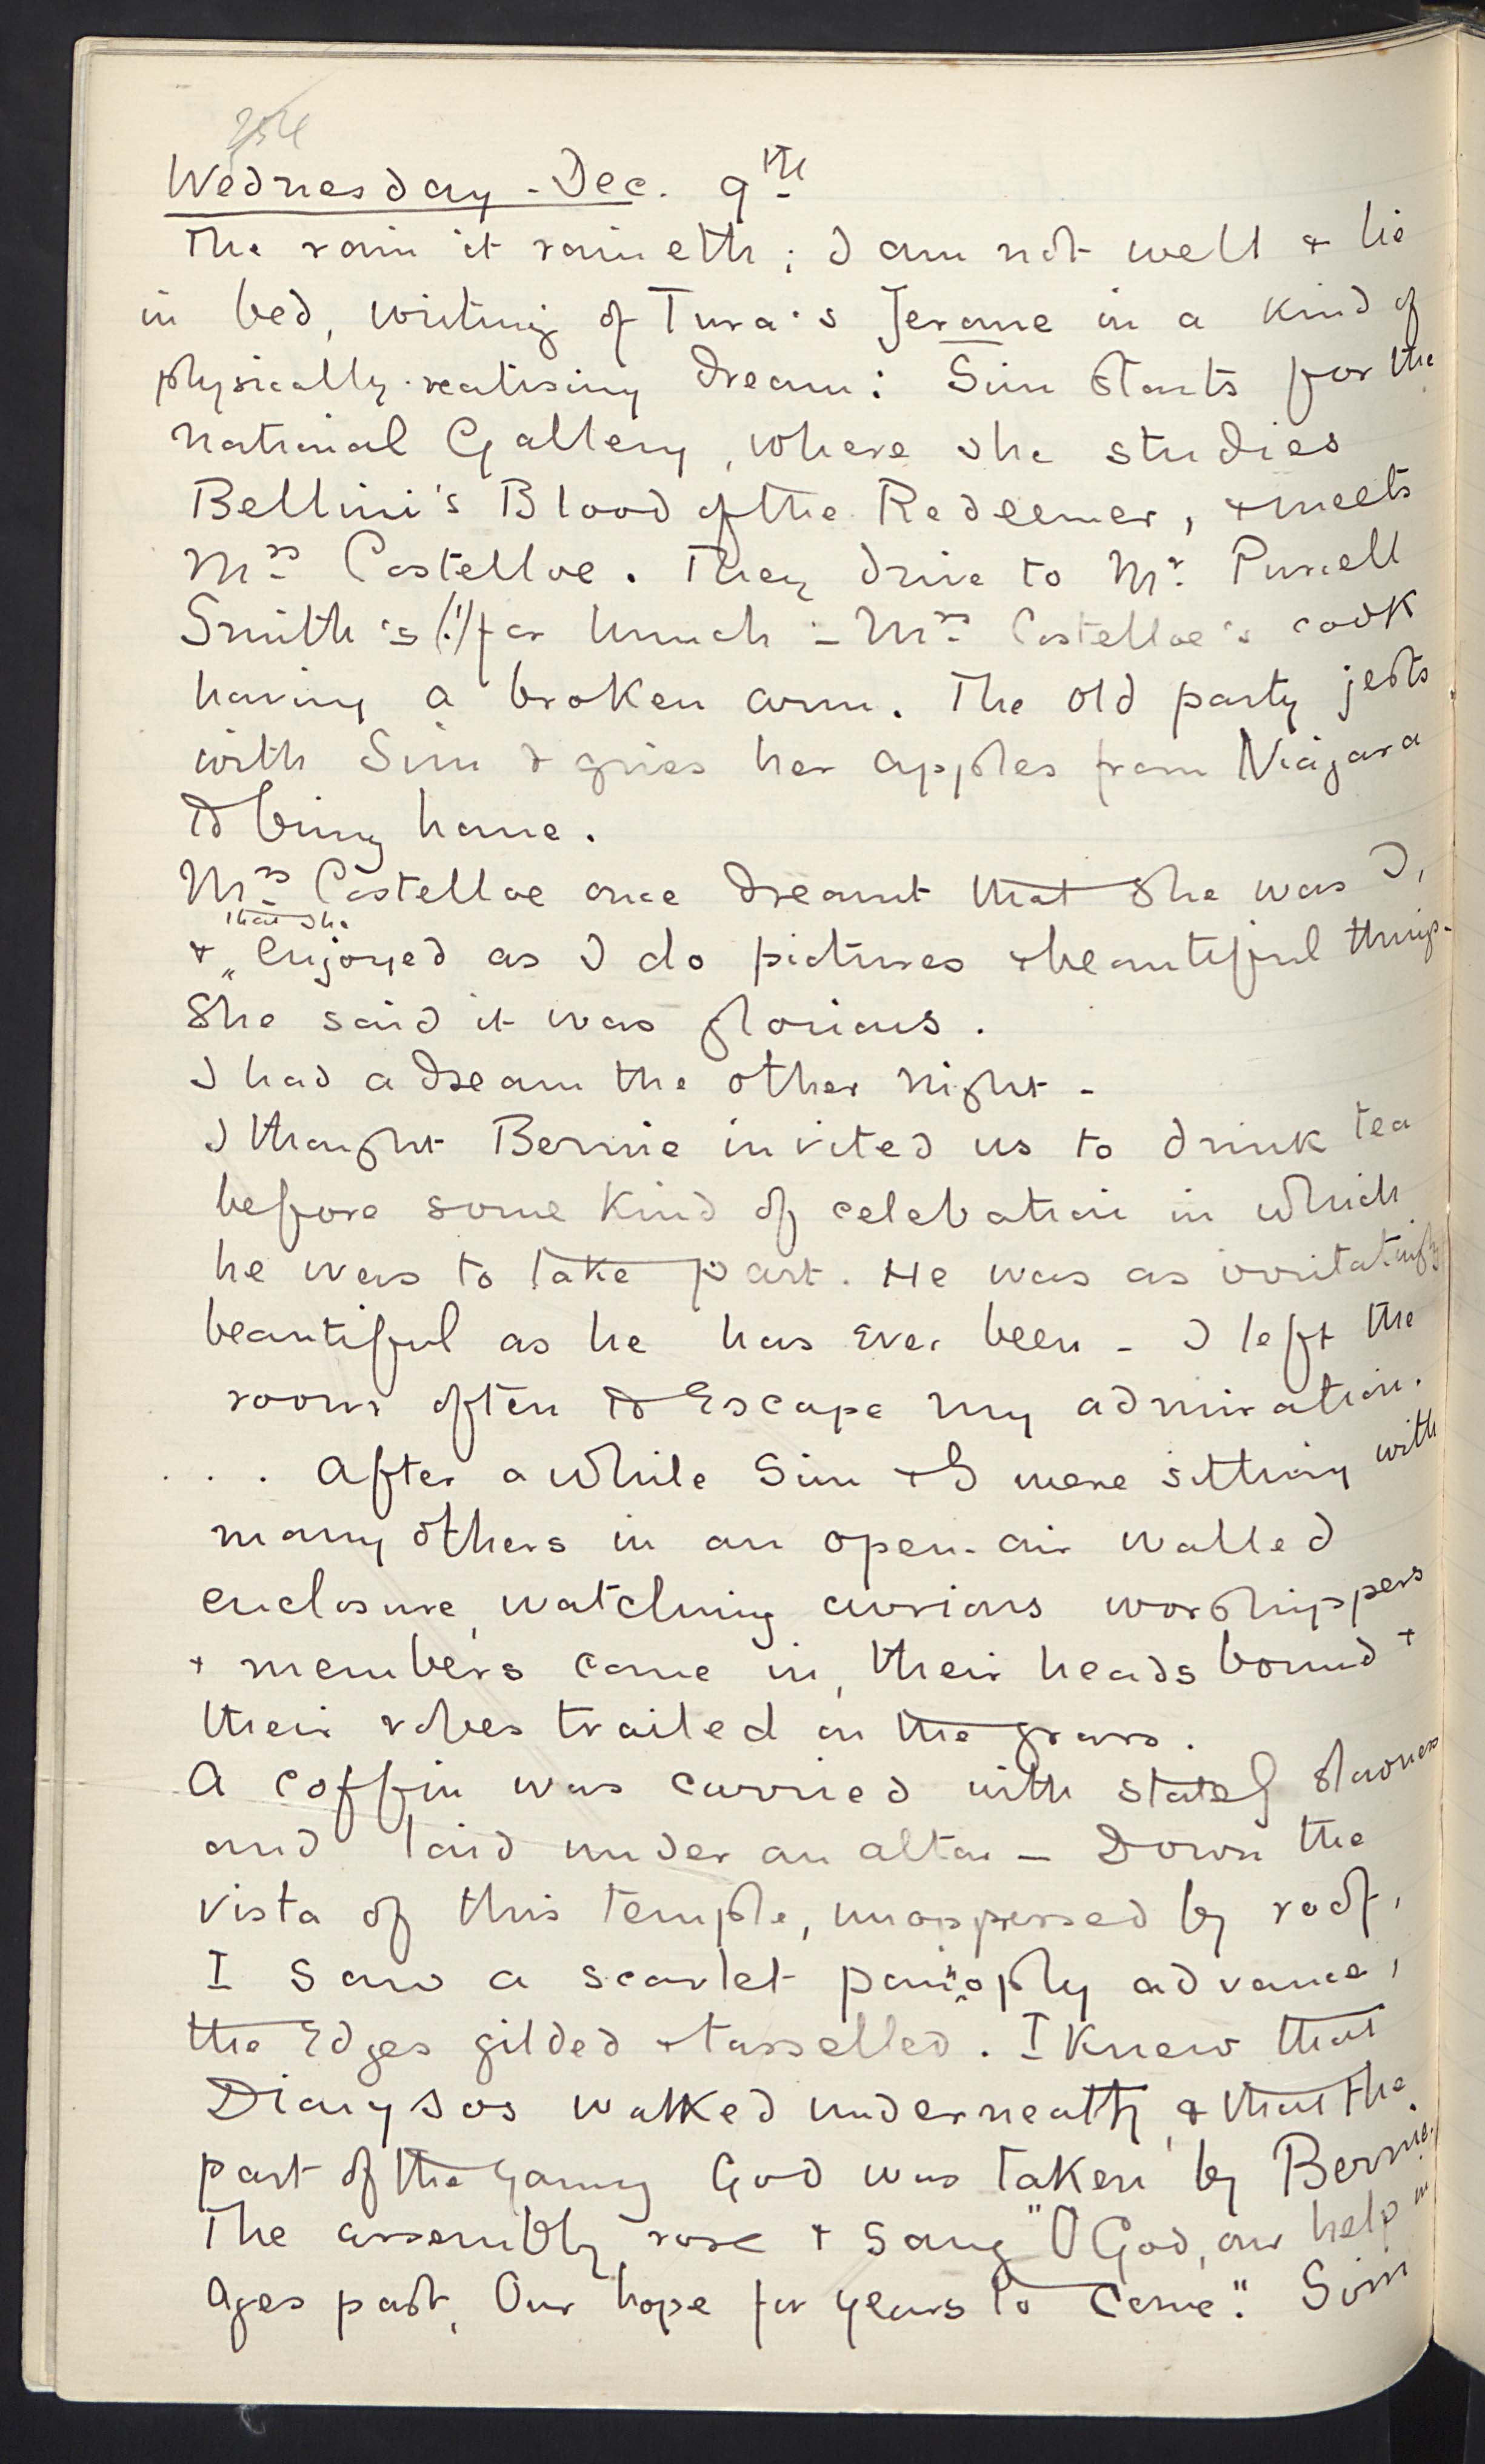 254
Wednesday - Dec. 9th
The rain it raineth; I am not well & lie
in bed, writing of Tura's Jerome in a kind of
physically-realising dream: Sim starts for the
National Gallery, where she studies
Bellini's Blood of the Redeemer, & meets
Mrs Costelloe. They drive to Mr. Pursell
Smith's (!) for lunch - Mrs Costelloe's cook
having a broken arm. The old party jests
with Sim & gives her apples from Niagara
to bring home.
Mrs Costelloe once dreamt that she was I,
& that she enjoyed as I do pictures & beautiful things.
She said it was glorious.
I had a dream the other night -
I thought Bernie invited us to drink tea
before some kind of celebation in which
he was to take part. He was as irritatingly
beautiful as he has ever been - I left the
room often to escape my admiration.
. . . After a while Sim & I were sitting with
many others in an open-air walled
enclosure, watching curious worshippers
& members come in, their heads bound &
their robes trailed on the grass.
A coffin was carried with stately slowness
and laid under an altar - Down the
vista of this temple, unoppressed by roof,
I saw a scarlet panoply advance,
the edges gilded & tasselled. I knew that
Dionysos walked underneath, & that the
part of the Young God was taken by Bernie.
The assembly rose & sang "O God, our help in
Ages past, Our hope for years to come." Sim